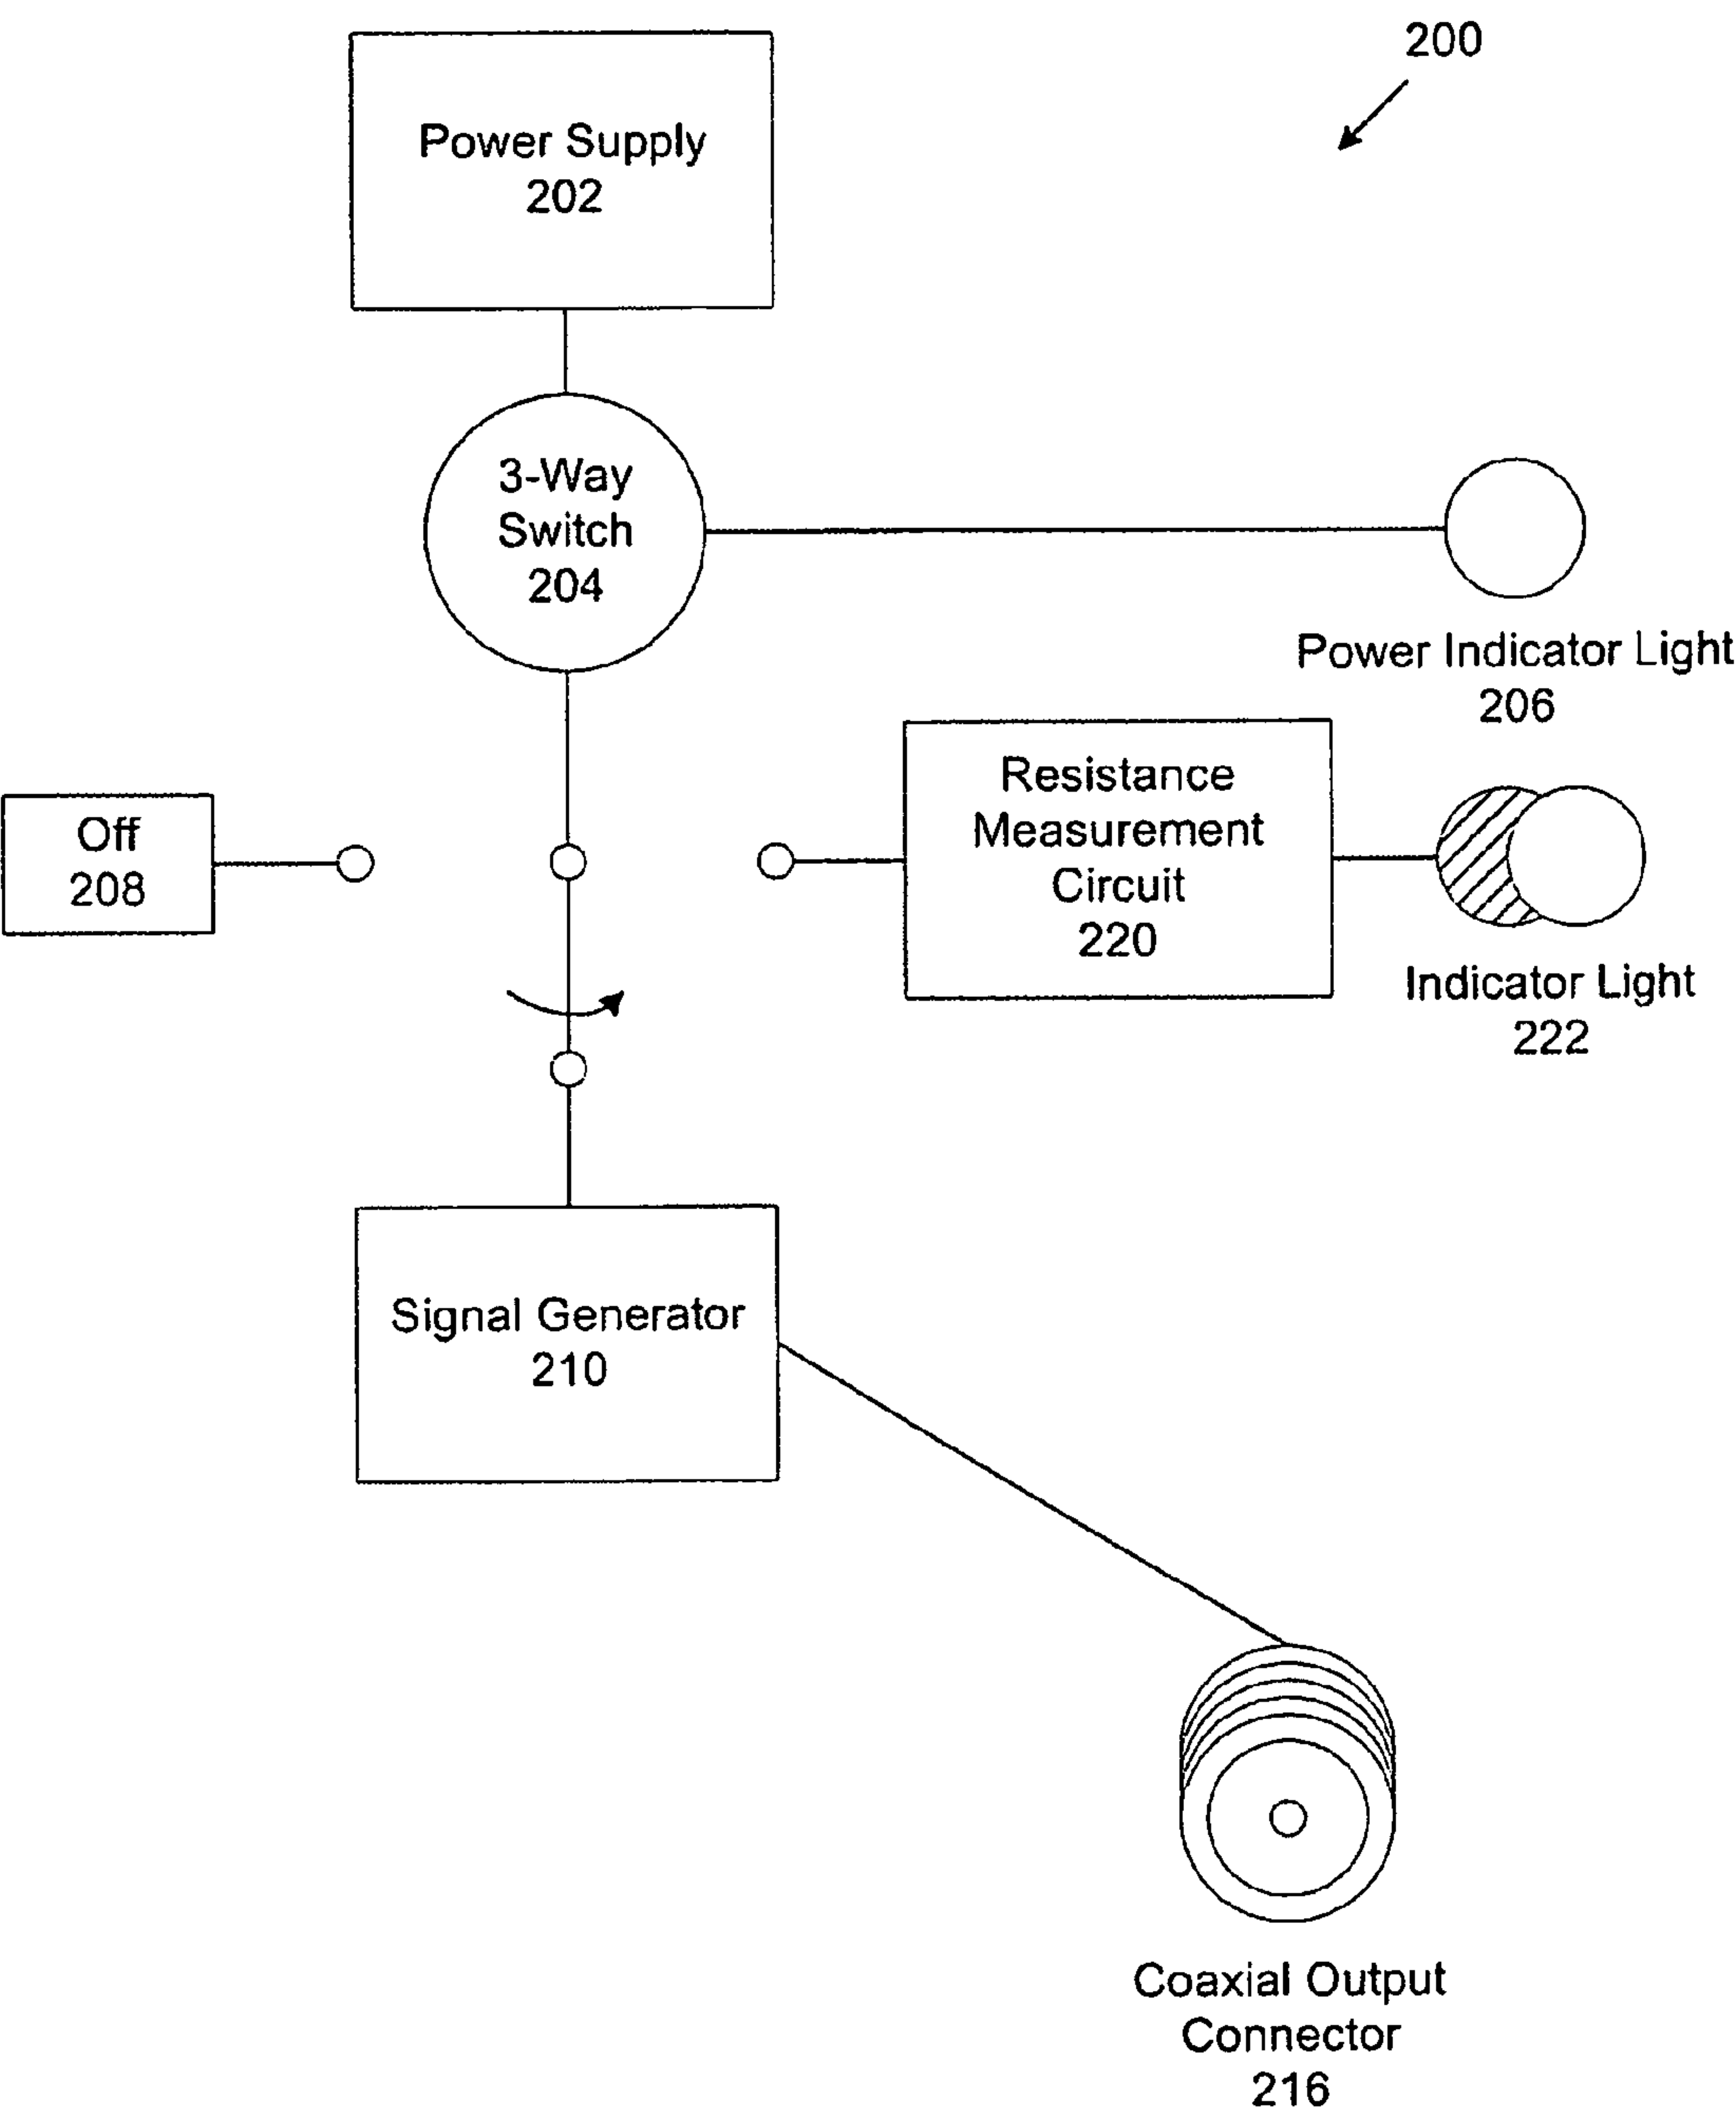 200
Power Supply
202
3-Way
Switch
204
Power Indicator Light
206
Off
208
Resistance
Measurement
Circuit
220
Indicator Light
222
Signal Generator
210
Coaxial Output
Connector
216